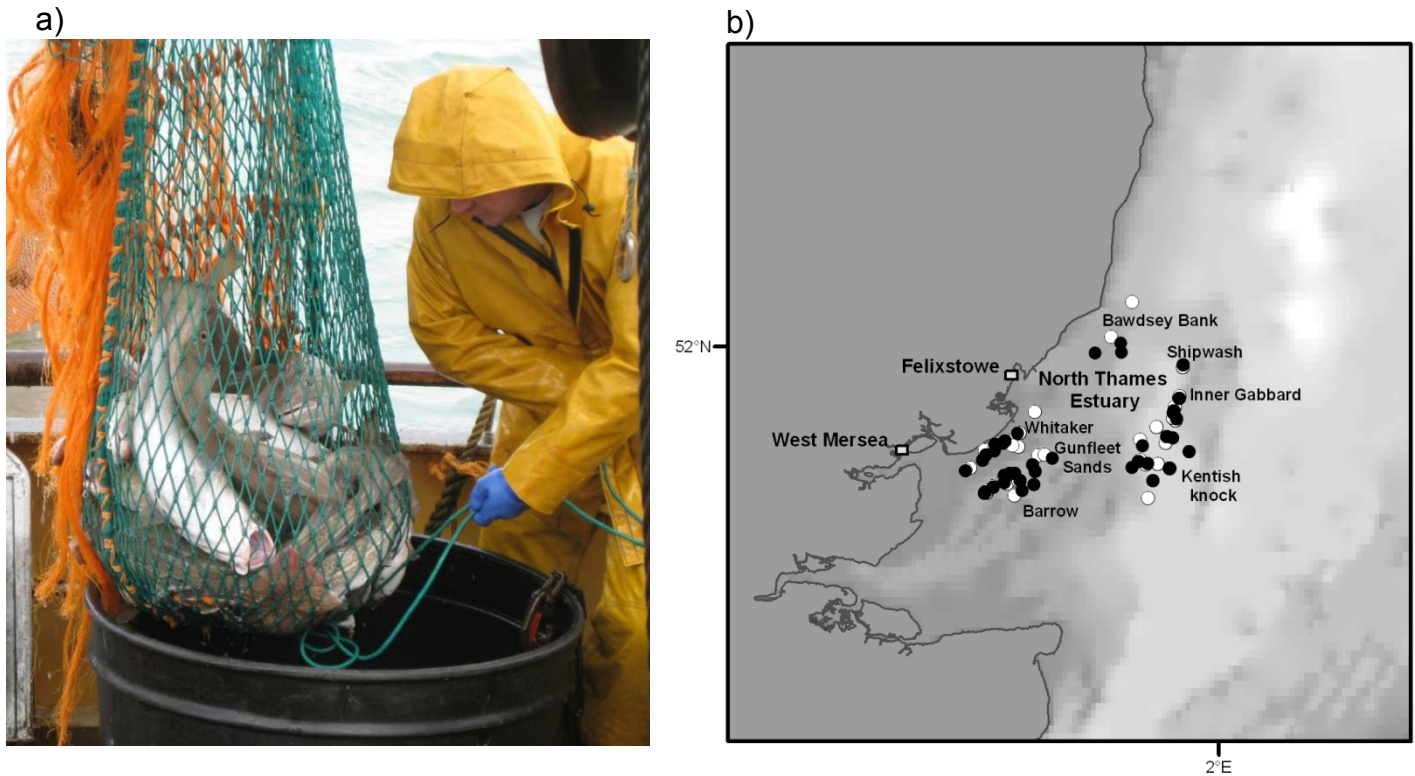 a)
b)
52°N
Bawdsey Bank
Shipwash
Felixstowe
North Thames
Estuary
Inner Gabbard
Whitaker
West Mersea
Gunfleet
Sands
Kentish
knock
Barrow
2°E